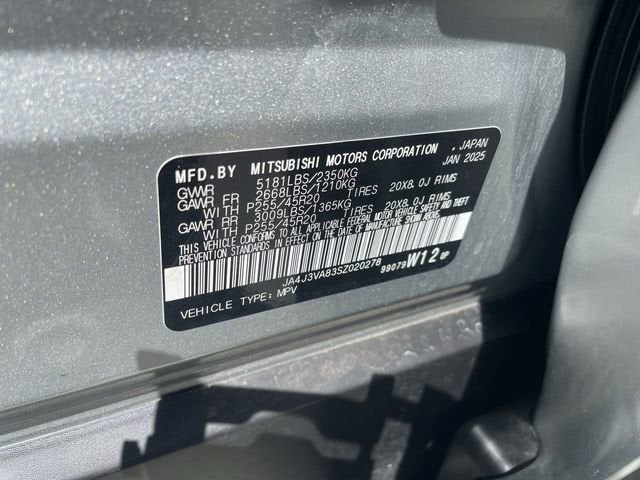 MFD.BY MITSUBISHI MOTORS CORPORATION , JAPAN
JAN 2025
GVWR 5181LBS/2350KG
GAWR FR 2668LBS/1210KG
WITH P255/45R20 TIRES 20X8.0J RIMS
GAWR RR 3009LBS/1365KG
WITH P255/45R20 TIRES 20X8.0J RIMS
THIS VEHICLE CONFORMS TO ALL APPLICABLE FEDERAL MOTOR VEHICLE SAFETY AND THEFT
PREVENTION STANDARDS IN EFFECT ON THE DATE OF MANUFACTURE SHOWN ABOVE.
JA4J3VA83SZ020278
99079 W12
VEHICLE TYPE: MPV